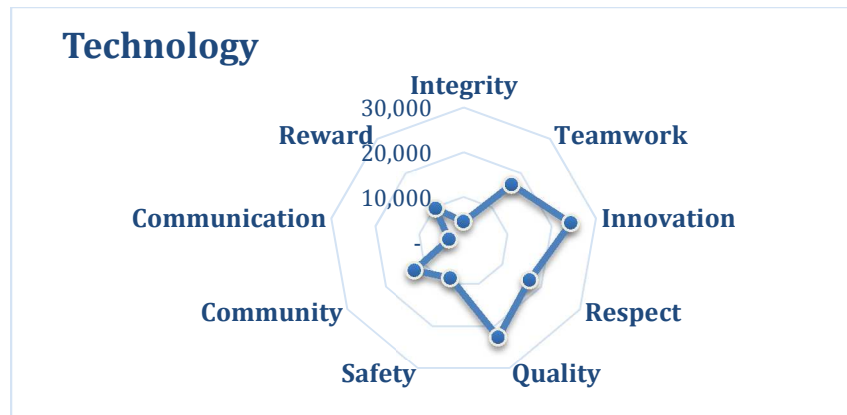 Technology
Integrity
30,000
Reward
Teamwork
20,000
10,000
Communication
Innovation
-
Community
Respect
Safety
Quality